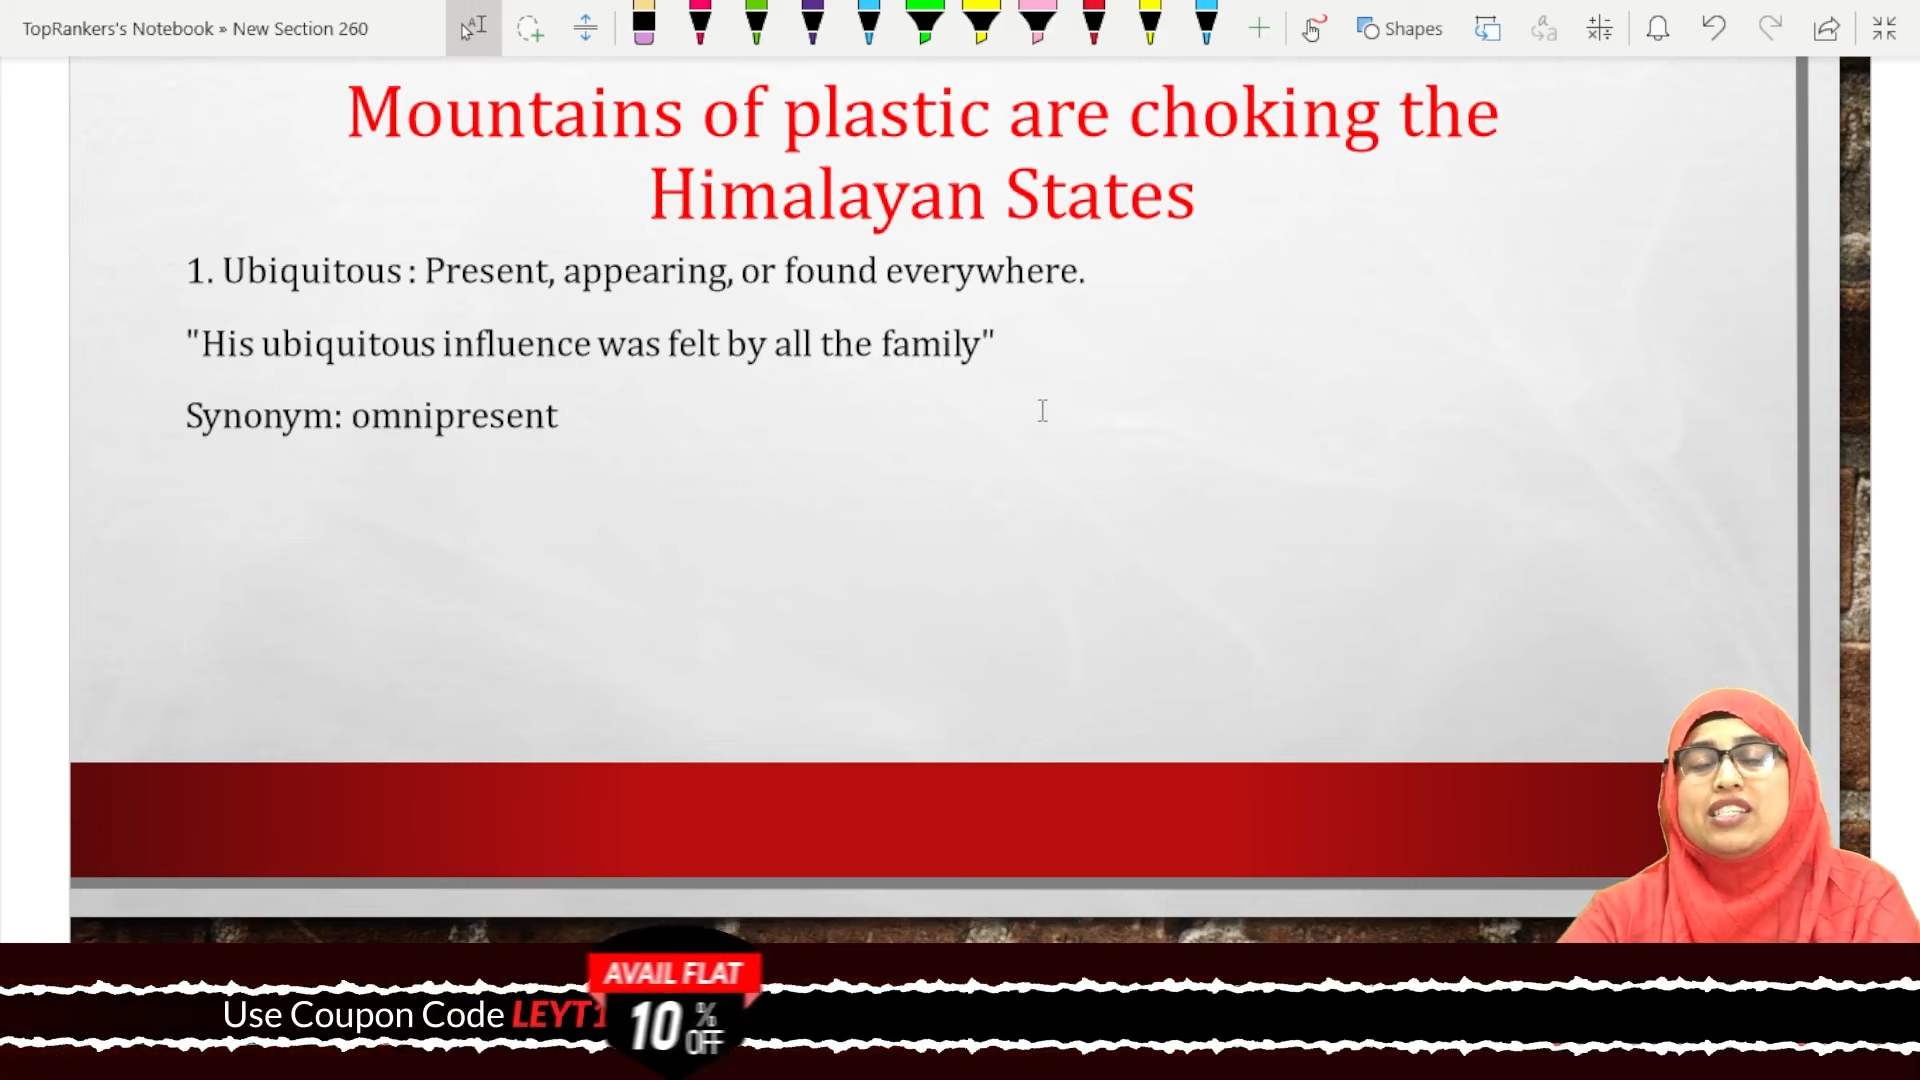 TopRankers's Notebook » New Section 260
Shapes
Mountains of plastic are choking the
Himalayan States
1. Ubiquitous : Present, appearing, or found everywhere.
"His ubiquitous influence was felt by all the family"
Synonym: omnipresent
AVAIL FLAT
Use Coupon Code LEYT1
10 % OFF